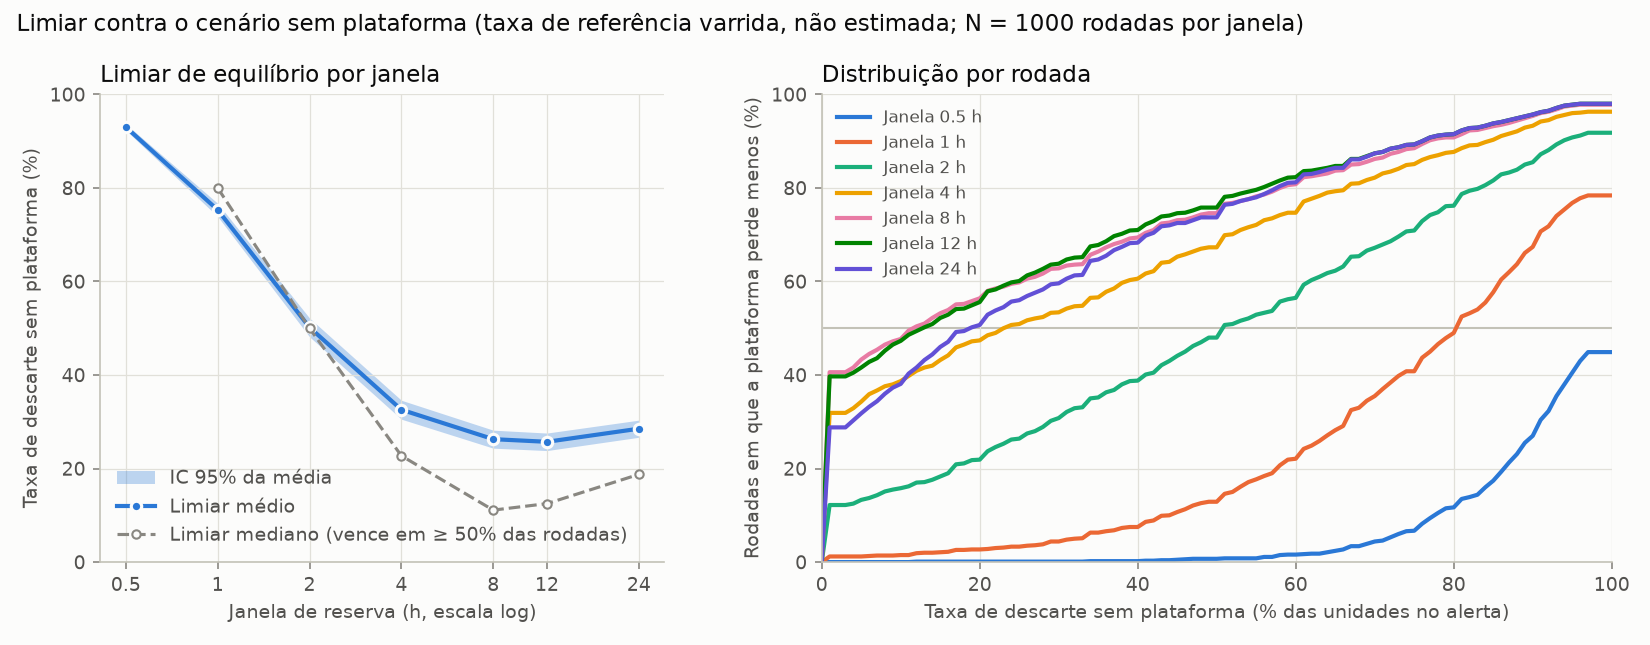 Limiar contra o cenário sem plataforma (taxa de referência varrida, não estimada; N = 1000 rodadas por janela)
Limiar de equilíbrio por janela
Taxa de descarte sem plataforma (%)
100
80
60
40
20
0
IC 95% da média
Limiar médio
Limiar mediano (vence em ≥ 50% das rodadas)
0.5 1 2 4 8 12 24
Janela de reserva (h, escala log)
Distribuição por rodada
Rodadas em que a plataforma perde menos (%)
100
80
60
40
20
0
Janela 0.5 h
Janela 1 h
Janela 2 h
Janela 4 h
Janela 8 h
Janela 12 h
Janela 24 h
0 20 40 60 80 100
Taxa de descarte sem plataforma (% das unidades no alerta)